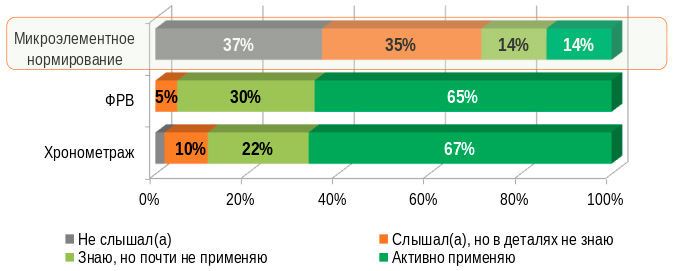 Микроэлементное
нормирование
37% 35% 14% 14%
ФРВ
5% 30% 65%
Хронометраж
10% 22% 67%
0% 20% 40% 60% 80% 100%
Не слышал(а) Слышал(а), но в деталях не знаю
Знаю, но почти не применяю Активно применяю